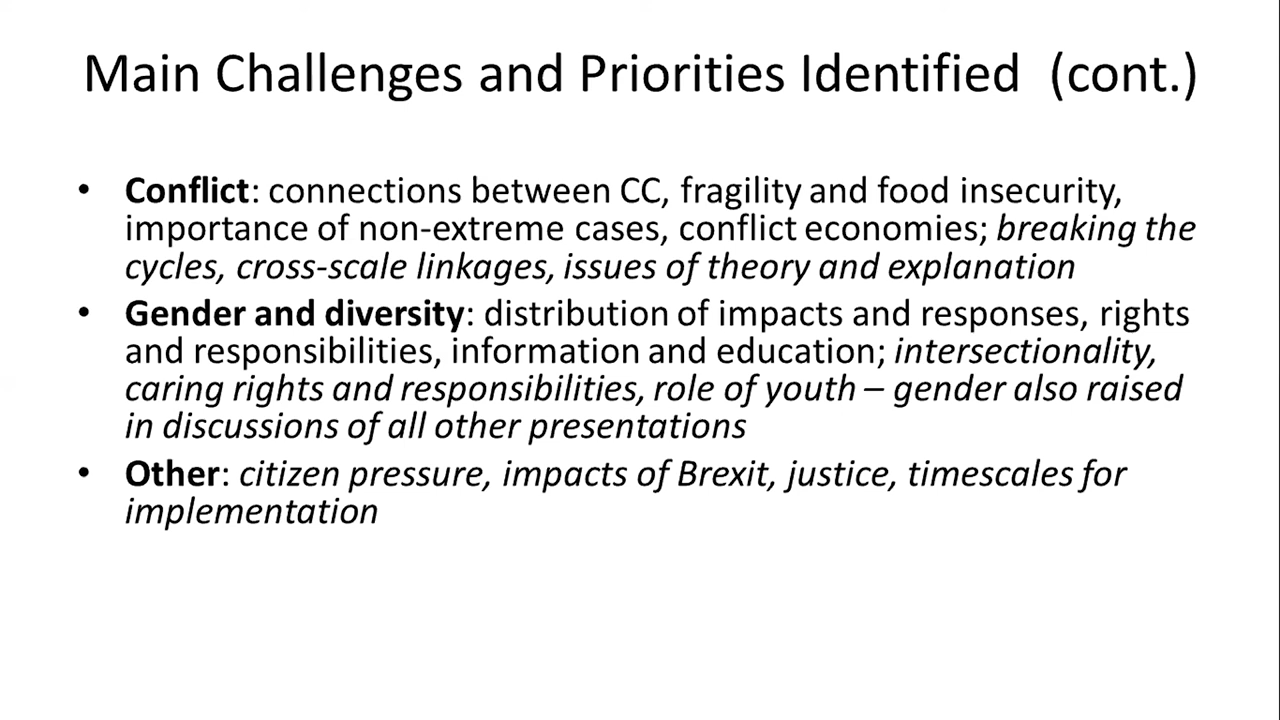 Main Challenges and Priorities Identified (cont.)
• Conflict: connections between CC, fragility and food insecurity,
importance of non-extreme cases, conflict economies; breaking the
cycles, cross-scale linkages, issues of theory and explanation
• Gender and diversity: distribution of impacts and responses, rights
and responsibilities, information and education; intersectionality,
caring rights and responsibilities, role of youth – gender also raised
in discussions of all other presentations
• Other: citizen pressure, impacts of Brexit, justice, timescales for
implementation